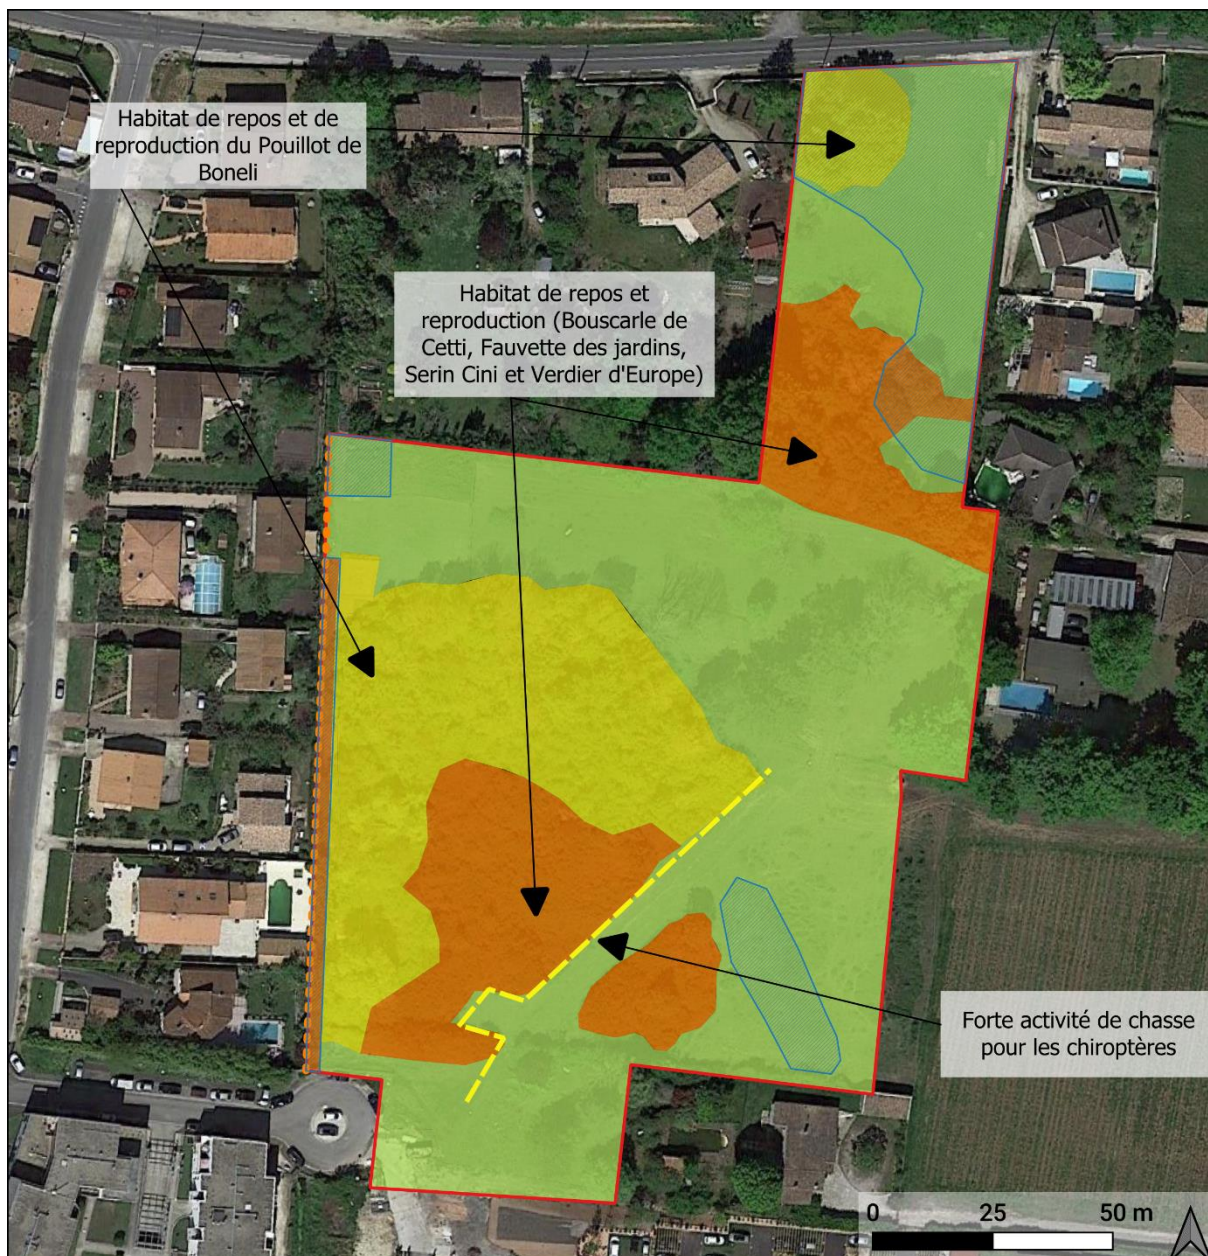 Habitat de repos et de
reproduction du Pouillot de
Boneli
Habitat de repos et
reproduction (Bouscarle de
Cetti, Fauvette des jardins,
Serin Cini et Verdier d'Europe)
Forte activité de chasse
pour les chiroptères
0 25 50 m